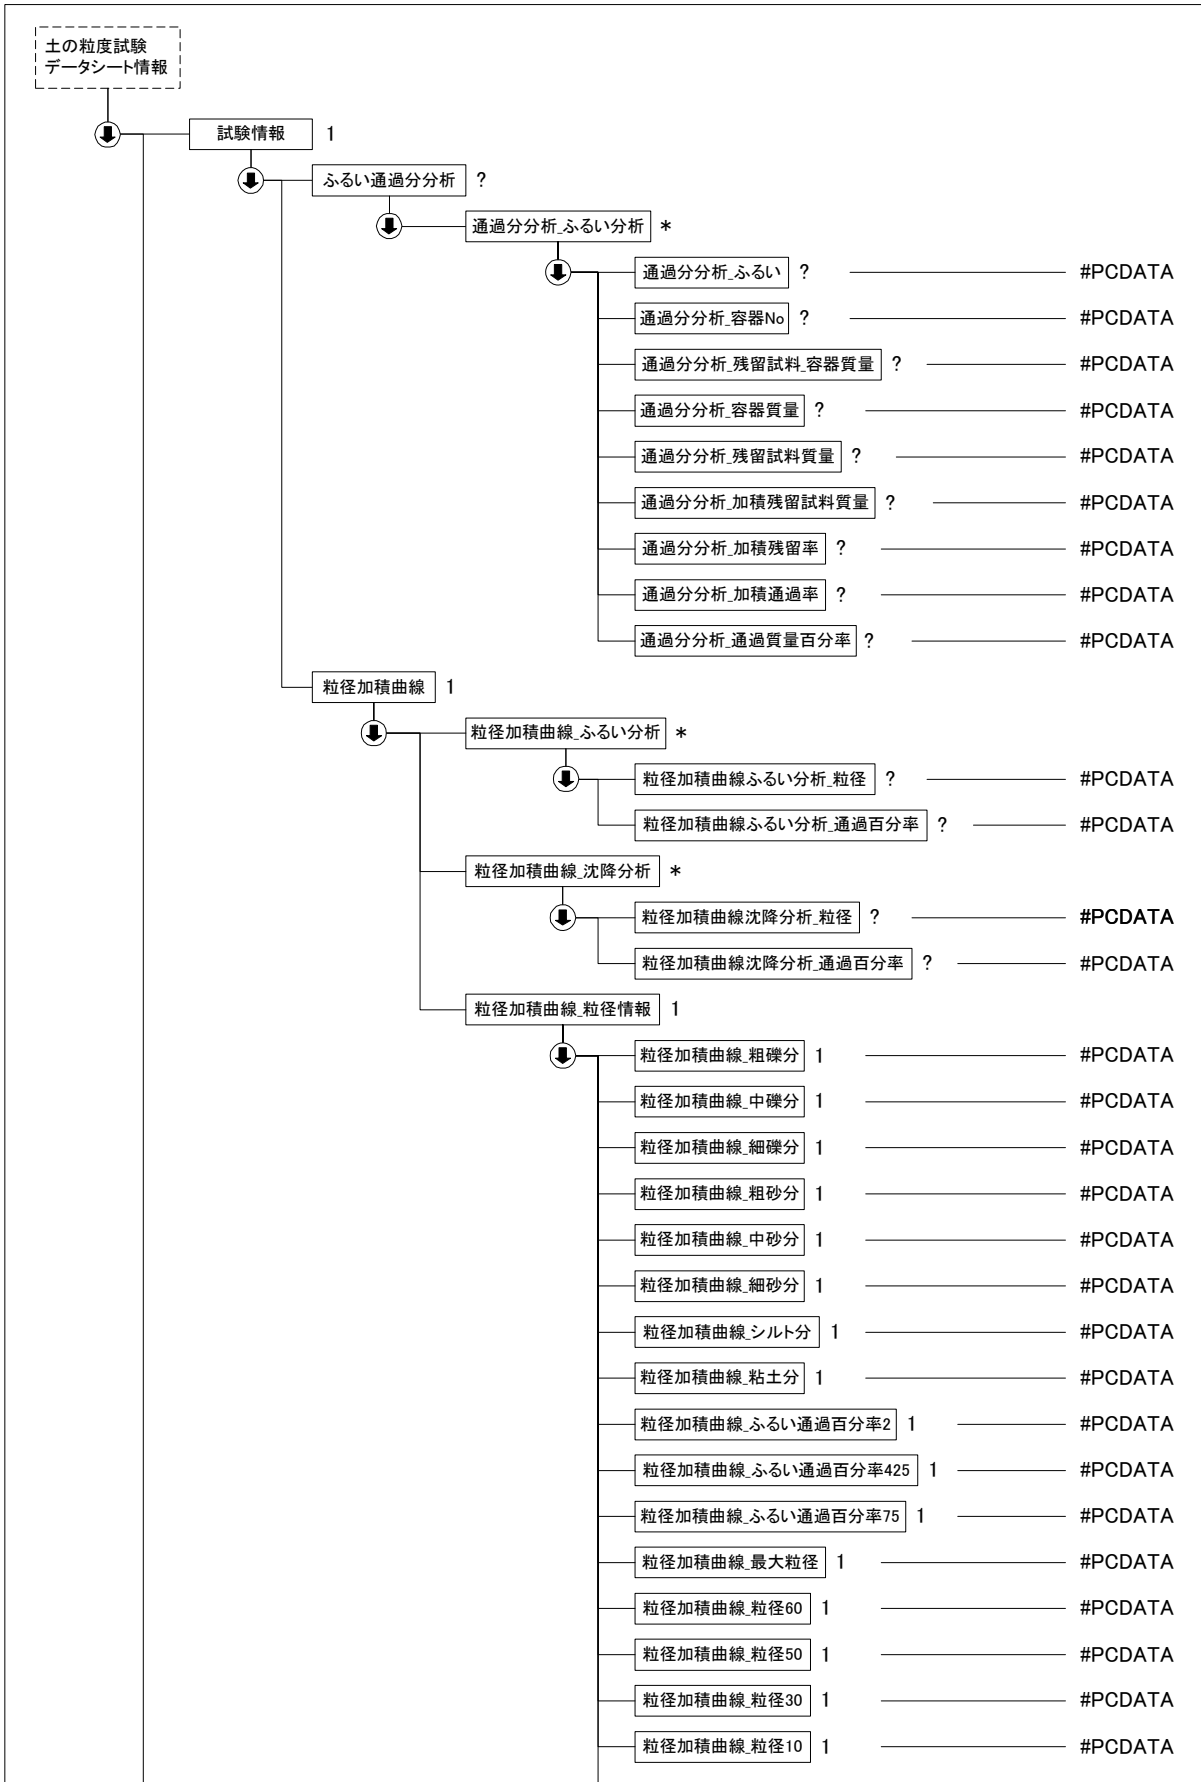 土の粒度試験
データシート情報
試験情報 1
ふるい通過分分析 ?
通過分分析_ふるい分析 *
通過分分析_ふるい ? #PCDATA
通過分分析_容器No ? #PCDATA
通過分分析_残留試料_容器質量 ? #PCDATA
通過分分析_容器質量 ? #PCDATA
通過分分析_残留試料質量 ? #PCDATA
通過分分析_加積残留試料質量 ? #PCDATA
通過分分析_加積残留率 ? #PCDATA
通過分分析_加積通過率 ? #PCDATA
通過分分析_通過質量百分率 ? #PCDATA
粒径加積曲線 1
粒径加積曲線_ふるい分析 *
粒径加積曲線ふるい分析_粒径 ? #PCDATA
粒径加積曲線ふるい分析_通過百分率 ? #PCDATA
粒径加積曲線_沈降分析 *
粒径加積曲線沈降分析_粒径 ? #PCDATA
粒径加積曲線沈降分析_通過百分率 ? #PCDATA
粒径加積曲線_粒径情報 1
粒径加積曲線_粗礫分 1 #PCDATA
粒径加積曲線_中礫分 1 #PCDATA
粒径加積曲線_細礫分 1 #PCDATA
粒径加積曲線_粗砂分 1 #PCDATA
粒径加積曲線_中砂分 1 #PCDATA
粒径加積曲線_細砂分 1 #PCDATA
粒径加積曲線_シルト分 1 #PCDATA
粒径加積曲線_粘土分 1 #PCDATA
粒径加積曲線_ふるい通過百分率2 1 #PCDATA
粒径加積曲線_ふるい通過百分率425 1 #PCDATA
粒径加積曲線_ふるい通過百分率75 1 #PCDATA
粒径加積曲線_最大粒径 1 #PCDATA
粒径加積曲線_粒径60 1 #PCDATA
粒径加積曲線_粒径50 1 #PCDATA
粒径加積曲線_粒径30 1 #PCDATA
粒径加積曲線_粒径10 1 #PCDATA